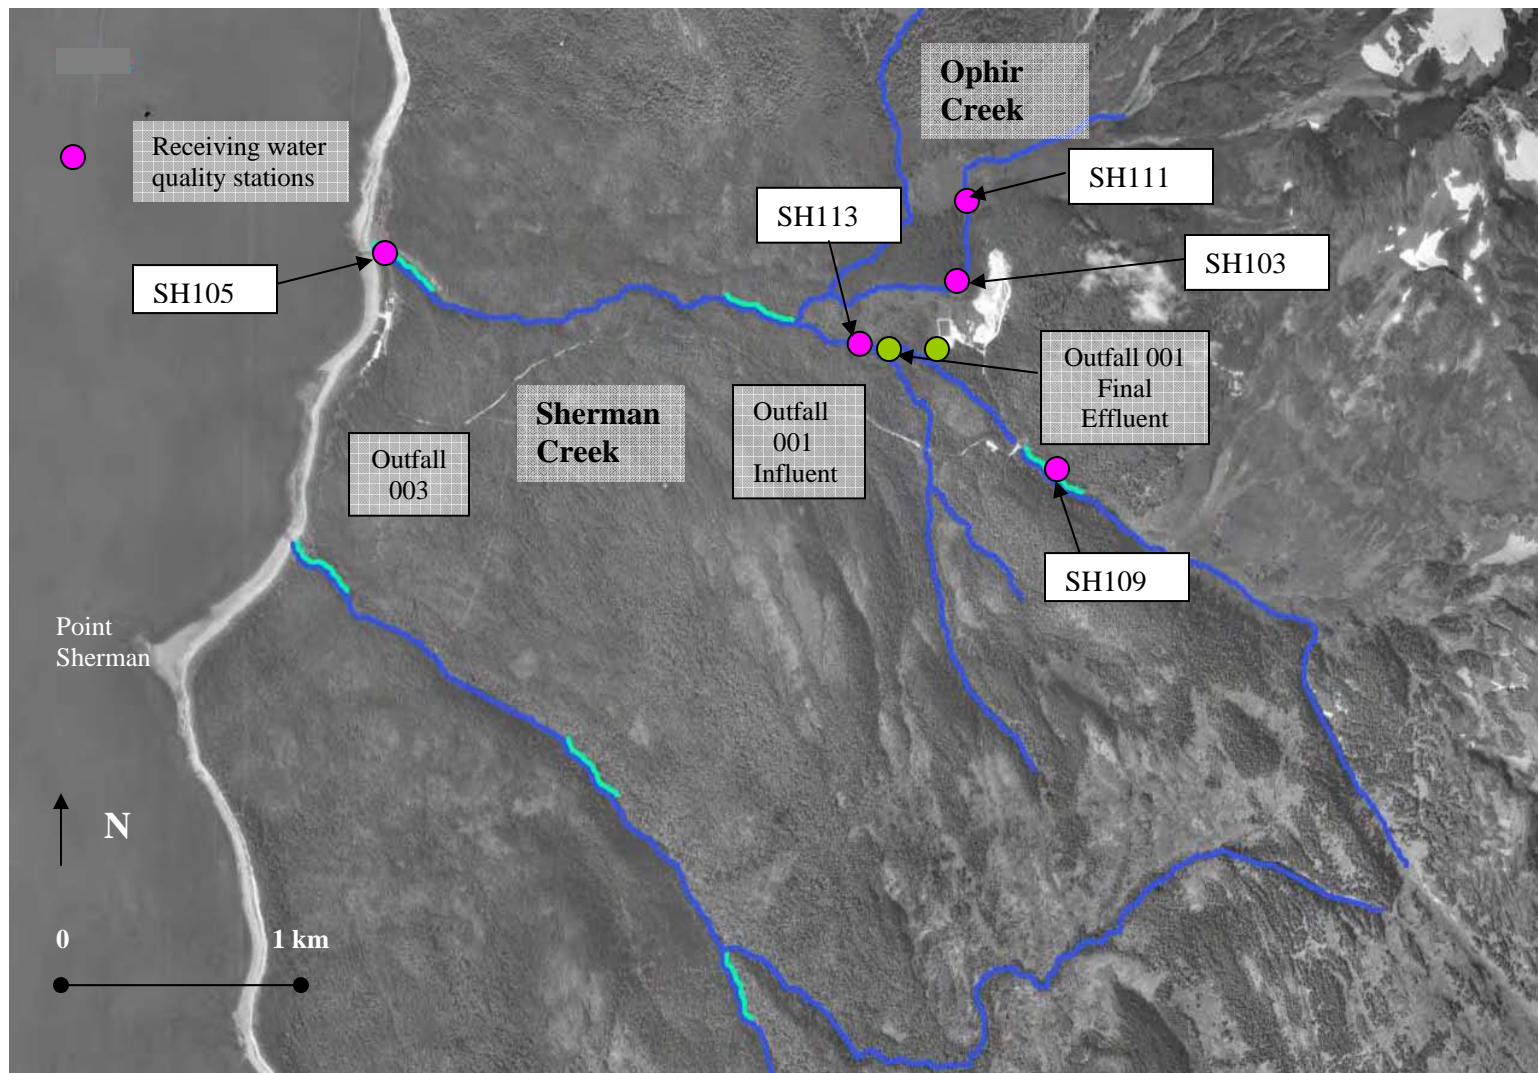 Ophir
Creek
Receiving water
quality stations
SH111
SH113
SH103
SH105
Outfall 001
Final
Effluent
Sherman
Creek
Outfall
001
Influent
Outfall
003
SH109
Point
Sherman
N
0
1 km